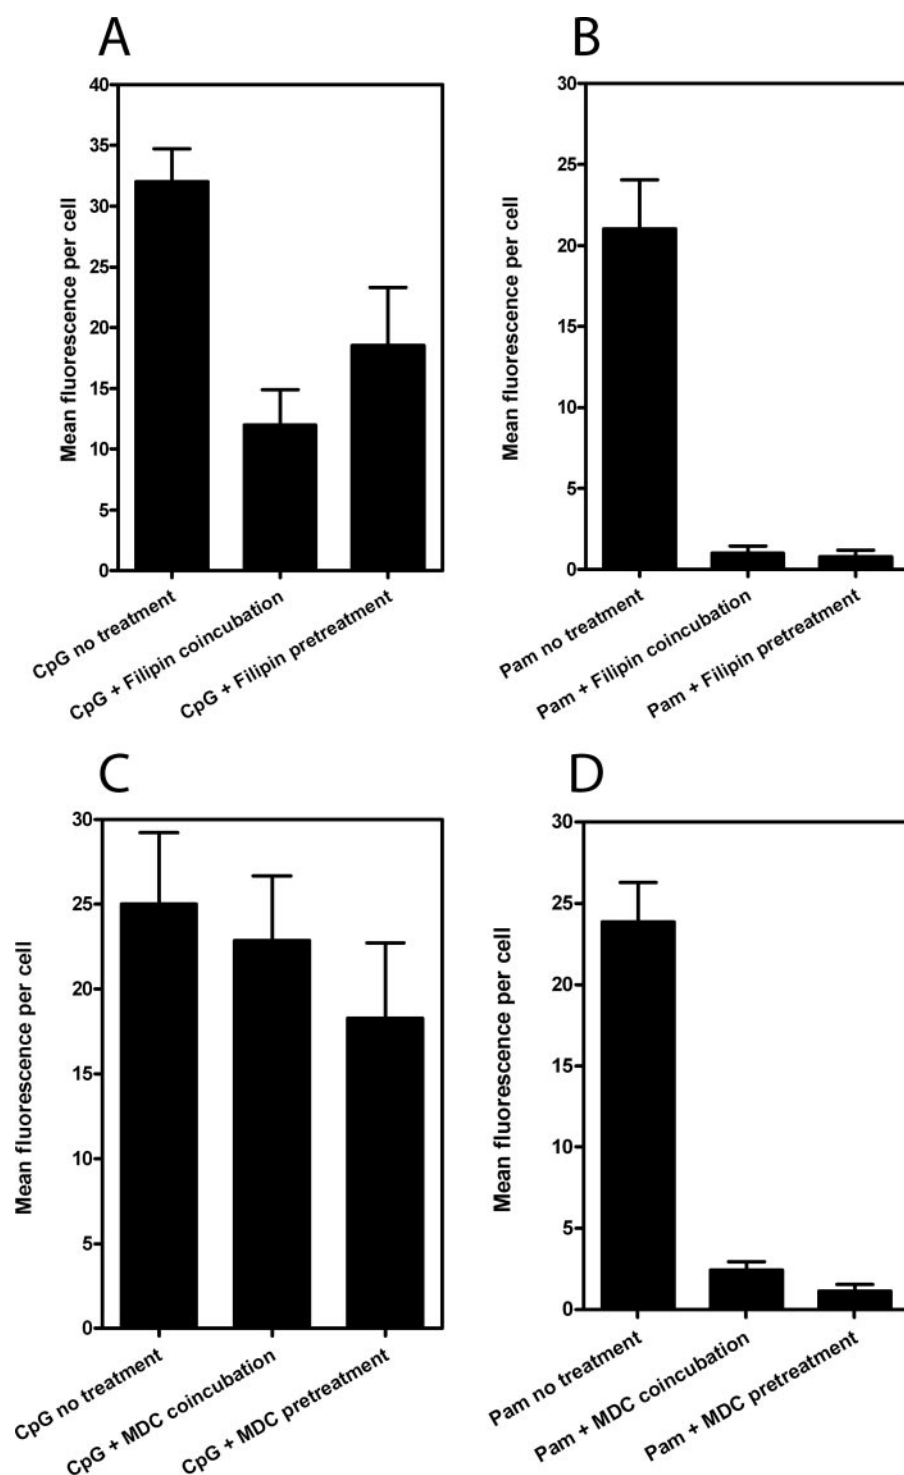 A
Mean fluorescence per cell
40
35
30
25
20
15
10
5
0
CpG no treatment
CpG + Filipin coincubation
CpG + Filipin pretreatment
B
Mean fluorescence per cell
30
25
20
15
10
5
0
Pam no treatment
Pam + Filipin coincubation
Pam + Filipin pretreatment
C
Mean fluorescence per cell
30
25
20
15
10
5
0
CpG no treatment
CpG + MDC coincubation
CpG + MDC pretreatment
D
Mean fluorescence per cell
30
25
20
15
10
5
0
Pam no treatment
Pam + MDC coincubation
Pam + MDC pretreatment